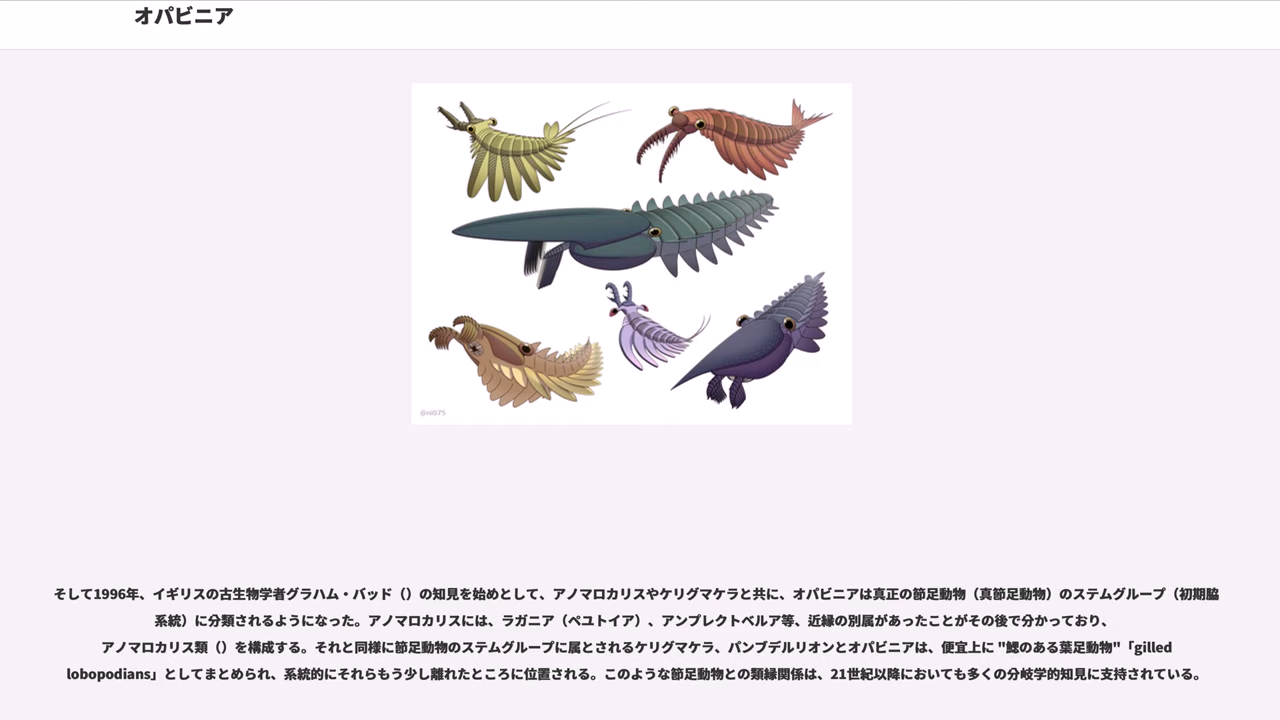 オパビニア
@ni075
そして1996年、イギリスの古生物学者グラハム・バッド（）の知見を始めとして、アノマロカリスやケリグマケラと共に、オパビニアは真正の節足動物（真節足動物）のステムグループ（初期脇
系統）に分類されるようになった。アノマロカリスには、ラガニア（ペユトイア）、アンプレクトベルア等、近縁の別属があったことがその後で分かっており、
アノマロカリス類（）を構成する。それと同様に節足動物のステムグループに属とされるケリグマケラ、パンブデルリオンとオパビニアは、便宜上に "鰓のある葉足動物"「gilled
lobopodians」としてまとめられ、系統的にそれらもう少し離れたところに位置される。このような節足動物との類縁関係は、21世紀以降においても多くの分岐学的知見に支持されている。